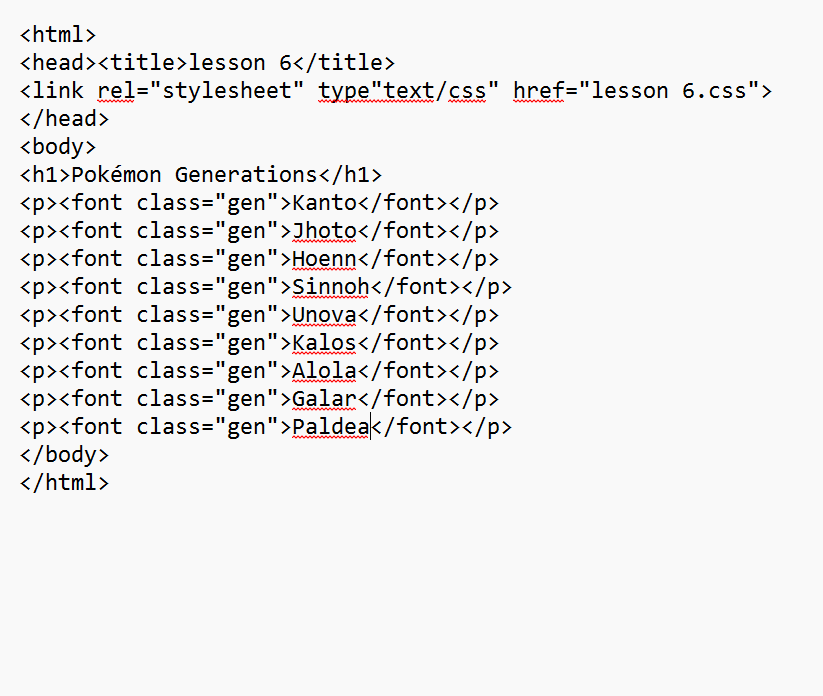 <html>
<head><title>lesson 6</title>
<link rel="stylesheet" type"text/css" href="lesson 6.css">
</head>
<body>
<h1>Pokémon Generations</h1>
<p><font class="gen">Kanto</font></p>
<p><font class="gen">Jhoto</font></p>
<p><font class="gen">Hoenn</font></p>
<p><font class="gen">Sinnoh</font></p>
<p><font class="gen">Unova</font></p>
<p><font class="gen">Kalos</font></p>
<p><font class="gen">Alola</font></p>
<p><font class="gen">Galar</font></p>
<p><font class="gen">Paldea</font></p>
</body>
</html>